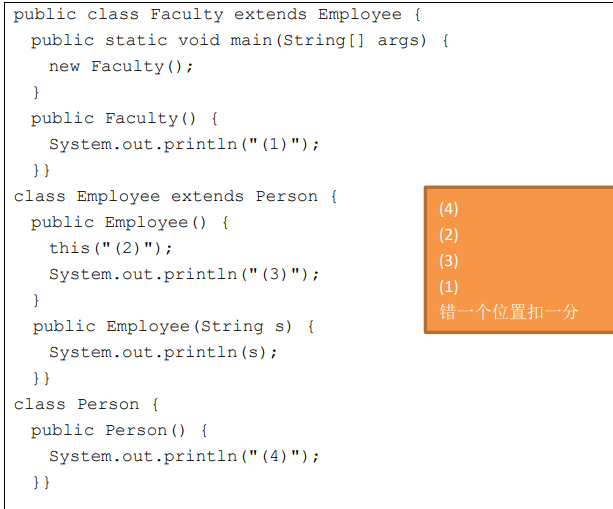 public class Faculty extends Employee {
public static void main(String[] args) {
new Faculty();
}
public Faculty() {
System.out.println("(1)");
}}
class Employee extends Person {
public Employee() {
this("(2)");
System.out.println("(3)");
}
public Employee(String s) {
System.out.println(s);
}}
class Person {
public Person() {
System.out.println("(4)");
}}
(4)
(2)
(3)
(1)
错一个位置扣一分